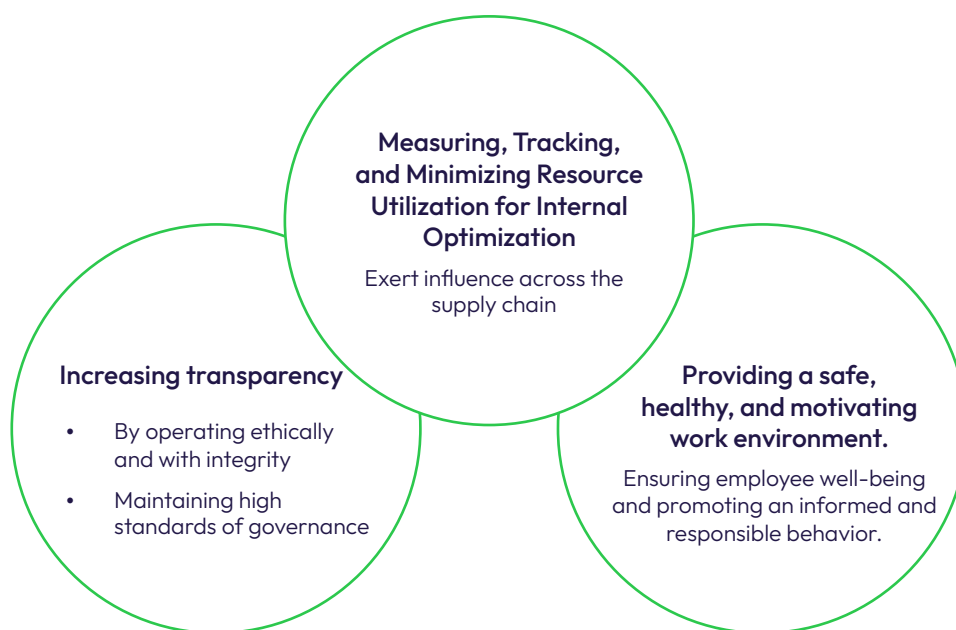 Measuring, Tracking,
and Minimizing Resource
Utilization for Internal
Optimization
Exert influence across the
supply chain
Increasing transparency
• By operating ethically
and with integrity
• Maintaining high
standards of governance
Providing a safe,
healthy, and motivating
work environment.
Ensuring employee well-being
and promoting an informed and
responsible behavior.